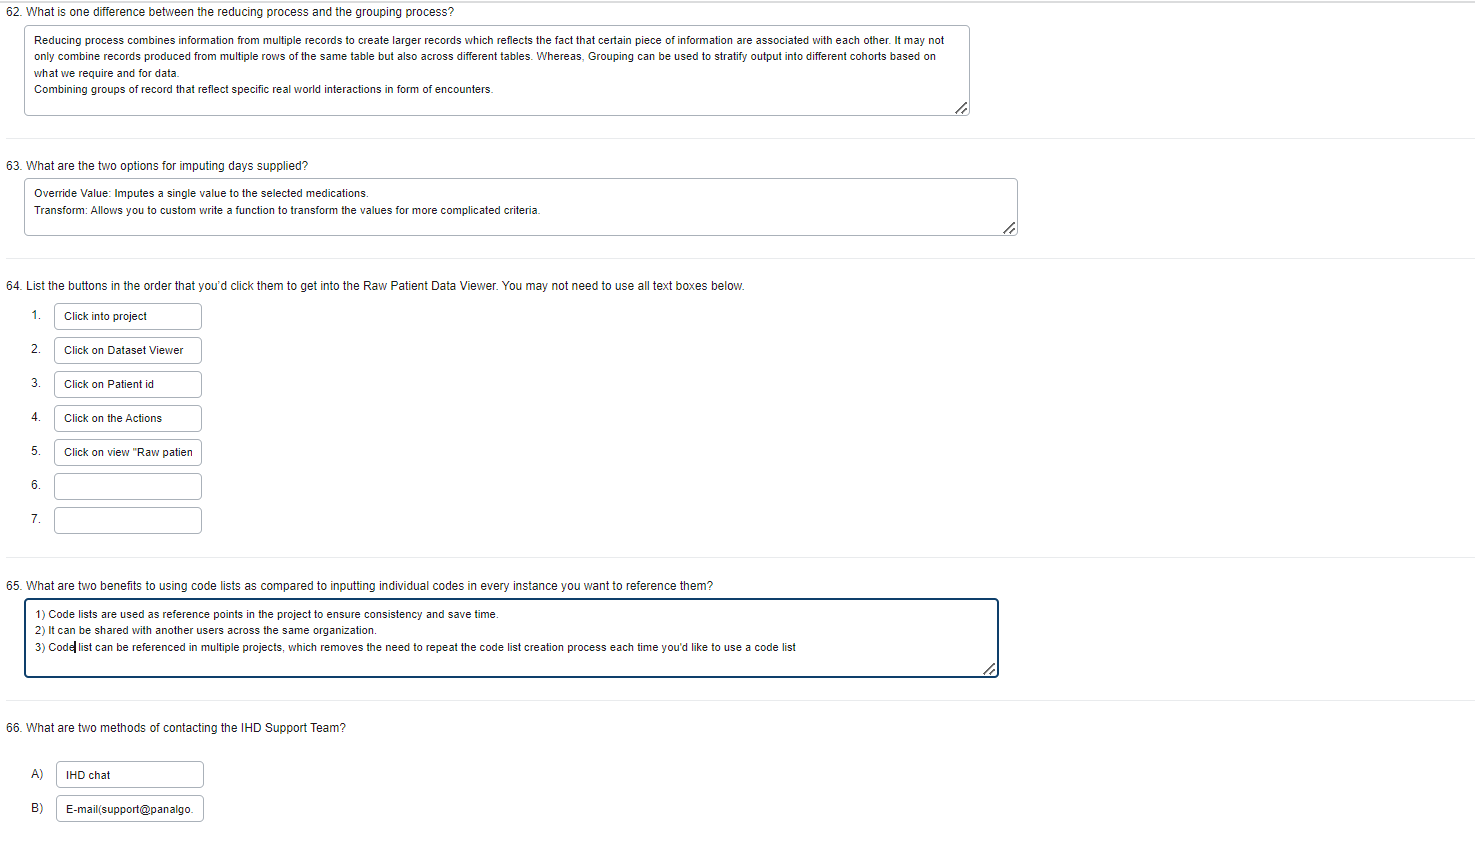 62. What is one difference between the reducing process and the grouping process?
Reducing process combines information from multiple records to create larger records which reflects the fact that certain piece of information are associated with each other. It may not
only combine records produced from multiple rows of the same table but also across different tables. Whereas, Grouping can be used to stratify output into different cohorts based on
what we require and for data.
Combining groups of record that reflect specific real world interactions in form of encounters.
63. What are the two options for imputing days supplied?
Override Value: Imputes a single value to the selected medications.
Transform: Allows you to custom write a function to transform the values for more complicated criteria.
64. List the buttons in the order that you'd click them to get into the Raw Patient Data Viewer. You may not need to use all text boxes below.
1. Click into project
2. Click on Dataset Viewer
3. Click on Patient id
4. Click on the Actions
5. Click on view "Raw patien
6.
7.
65. What are two benefits to using code lists as compared to inputting individual codes in every instance you want to reference them?
1) Code lists are used as reference points in the project to ensure consistency and save time.
2) It can be shared with another users across the same organization.
3) Code list can be referenced in multiple projects, which removes the need to repeat the code list creation process each time you'd like to use a code list
66. What are two methods of contacting the IHD Support Team?
A) IHD chat
B) E-mail(support@panalgo.